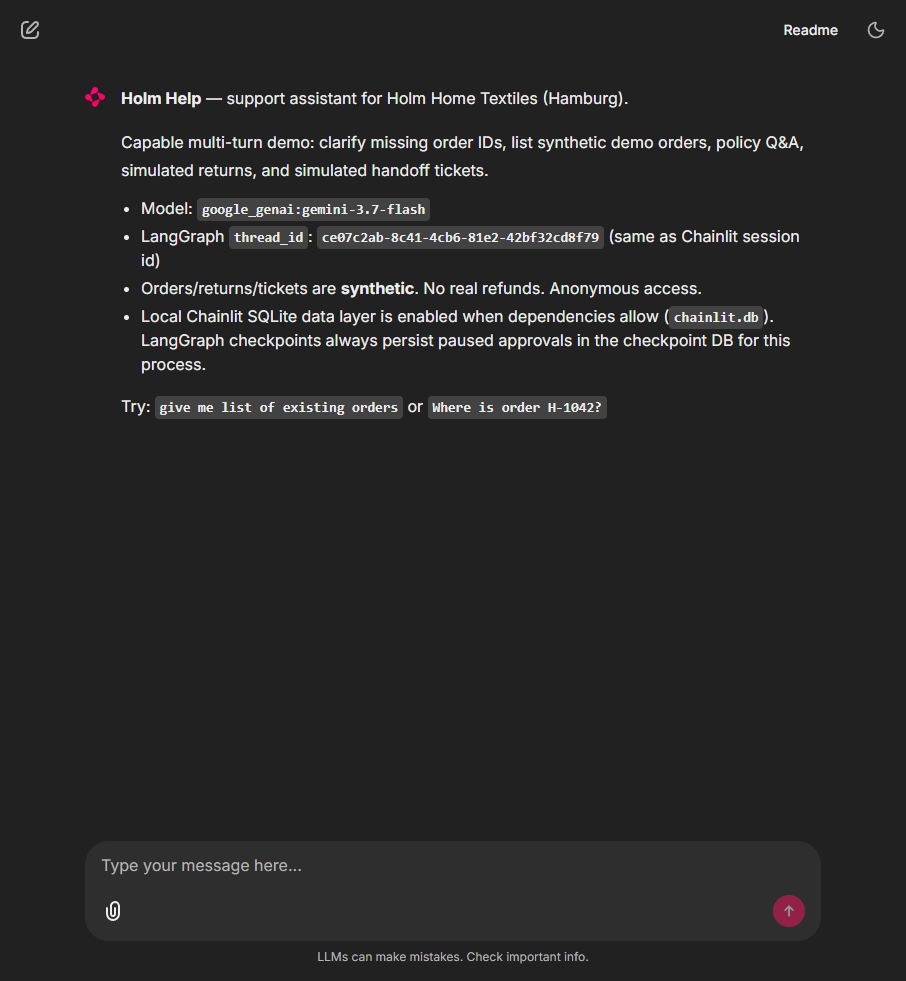 Readme
Holm Help — support assistant for Holm Home Textiles (Hamburg).
Capable multi-turn demo: clarify missing order IDs, list synthetic demo orders, policy Q&A,
simulated returns, and simulated handoff tickets.
• Model: google_genai:gemini-3.7-flash
• LangGraph thread_id: ce07c2ab-8c41-4cb6-81e2-42bf32cd8f79 (same as Chainlit session
id)
• Orders/returns/tickets are synthetic. No real refunds. Anonymous access.
• Local Chainlit SQLite data layer is enabled when dependencies allow (chainlit.db).
LangGraph checkpoints always persist paused approvals in the checkpoint DB for this
process.
Try: give me list of existing orders or Where is order H-1042?
Type your message here...
LLMs can make mistakes. Check important info.